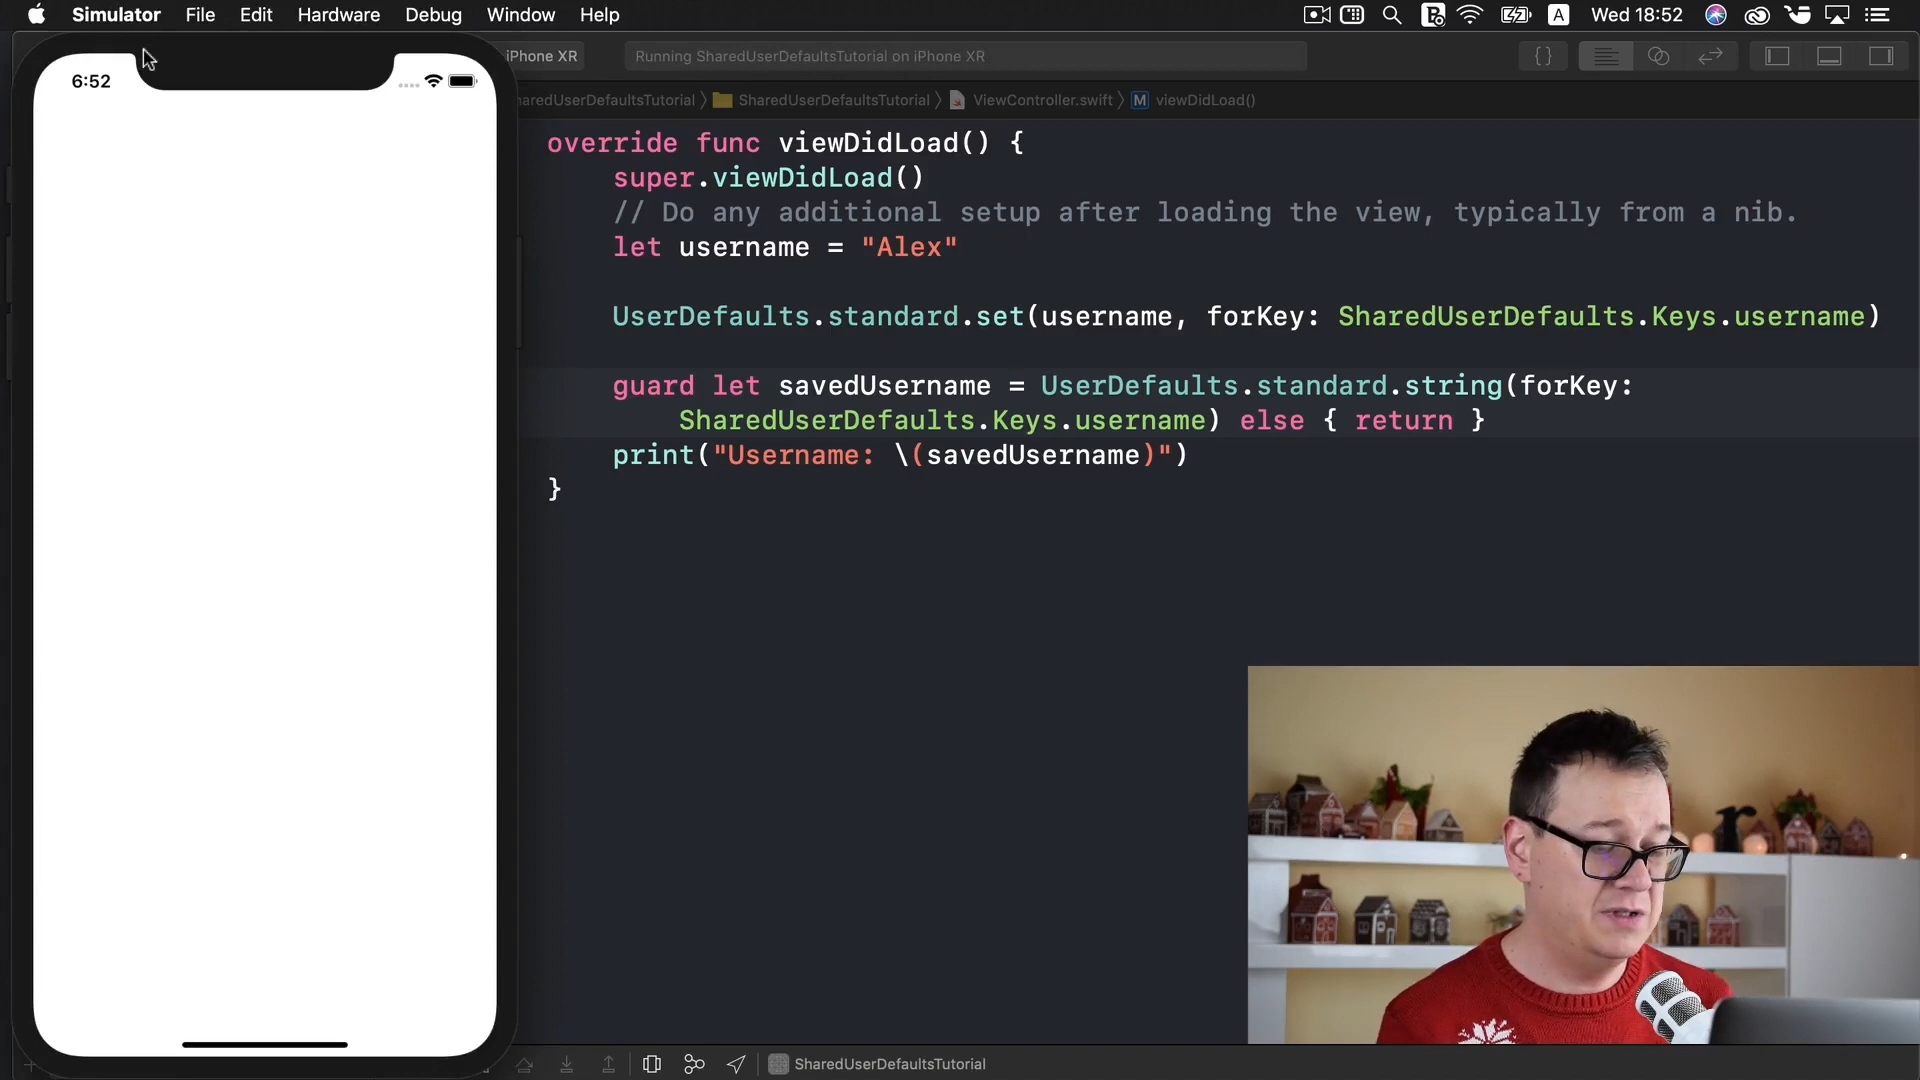 Simulator File Edit Hardware Debug Window Help
A Wed 18:52
6:52
iPhone XR
Running SharedUserDefaultsTutorial on iPhone XR
haredUserDefaultsTutorial SharedUserDefaultsTutorial ViewController.swift M viewDidLoad()
override func viewDidLoad() {
super.viewDidLoad()
// Do any additional setup after loading the view, typically from a nib.
let username = "Alex"
UserDefaults.standard.set(username, forKey: SharedUserDefaults.Keys.username)
guard let savedUsername = UserDefaults.standard.string(forKey:
SharedUserDefaults.Keys.username) else { return }
print("Username: \(savedUsername)")
}
SharedUserDefaultsTutorial